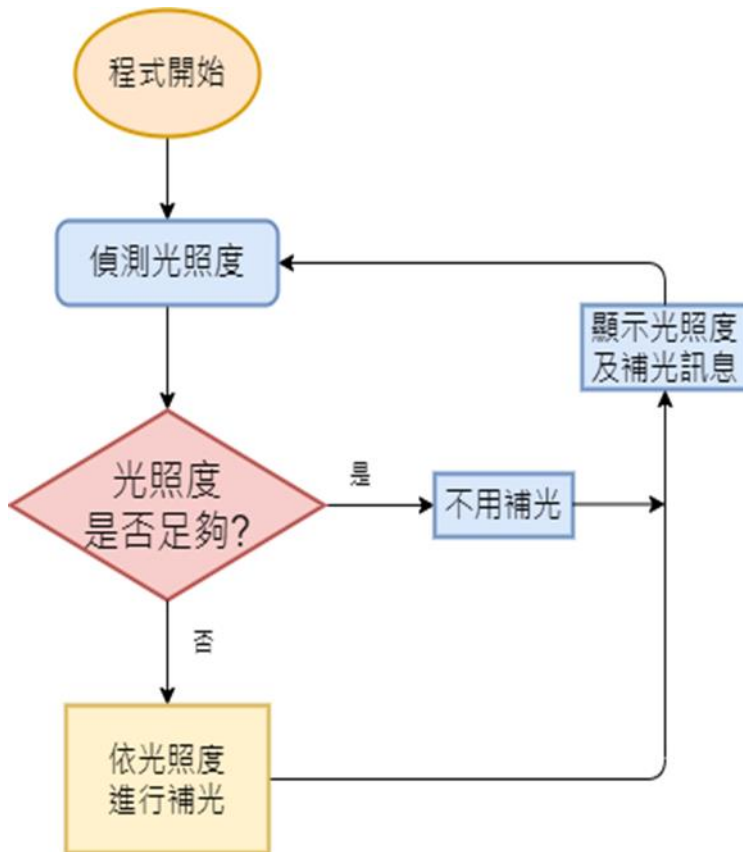 程式開始
偵測光照度
顯示光照度
及補光訊息
光照度
是否足夠?
是
不用補光
否
依光照度
進行補光